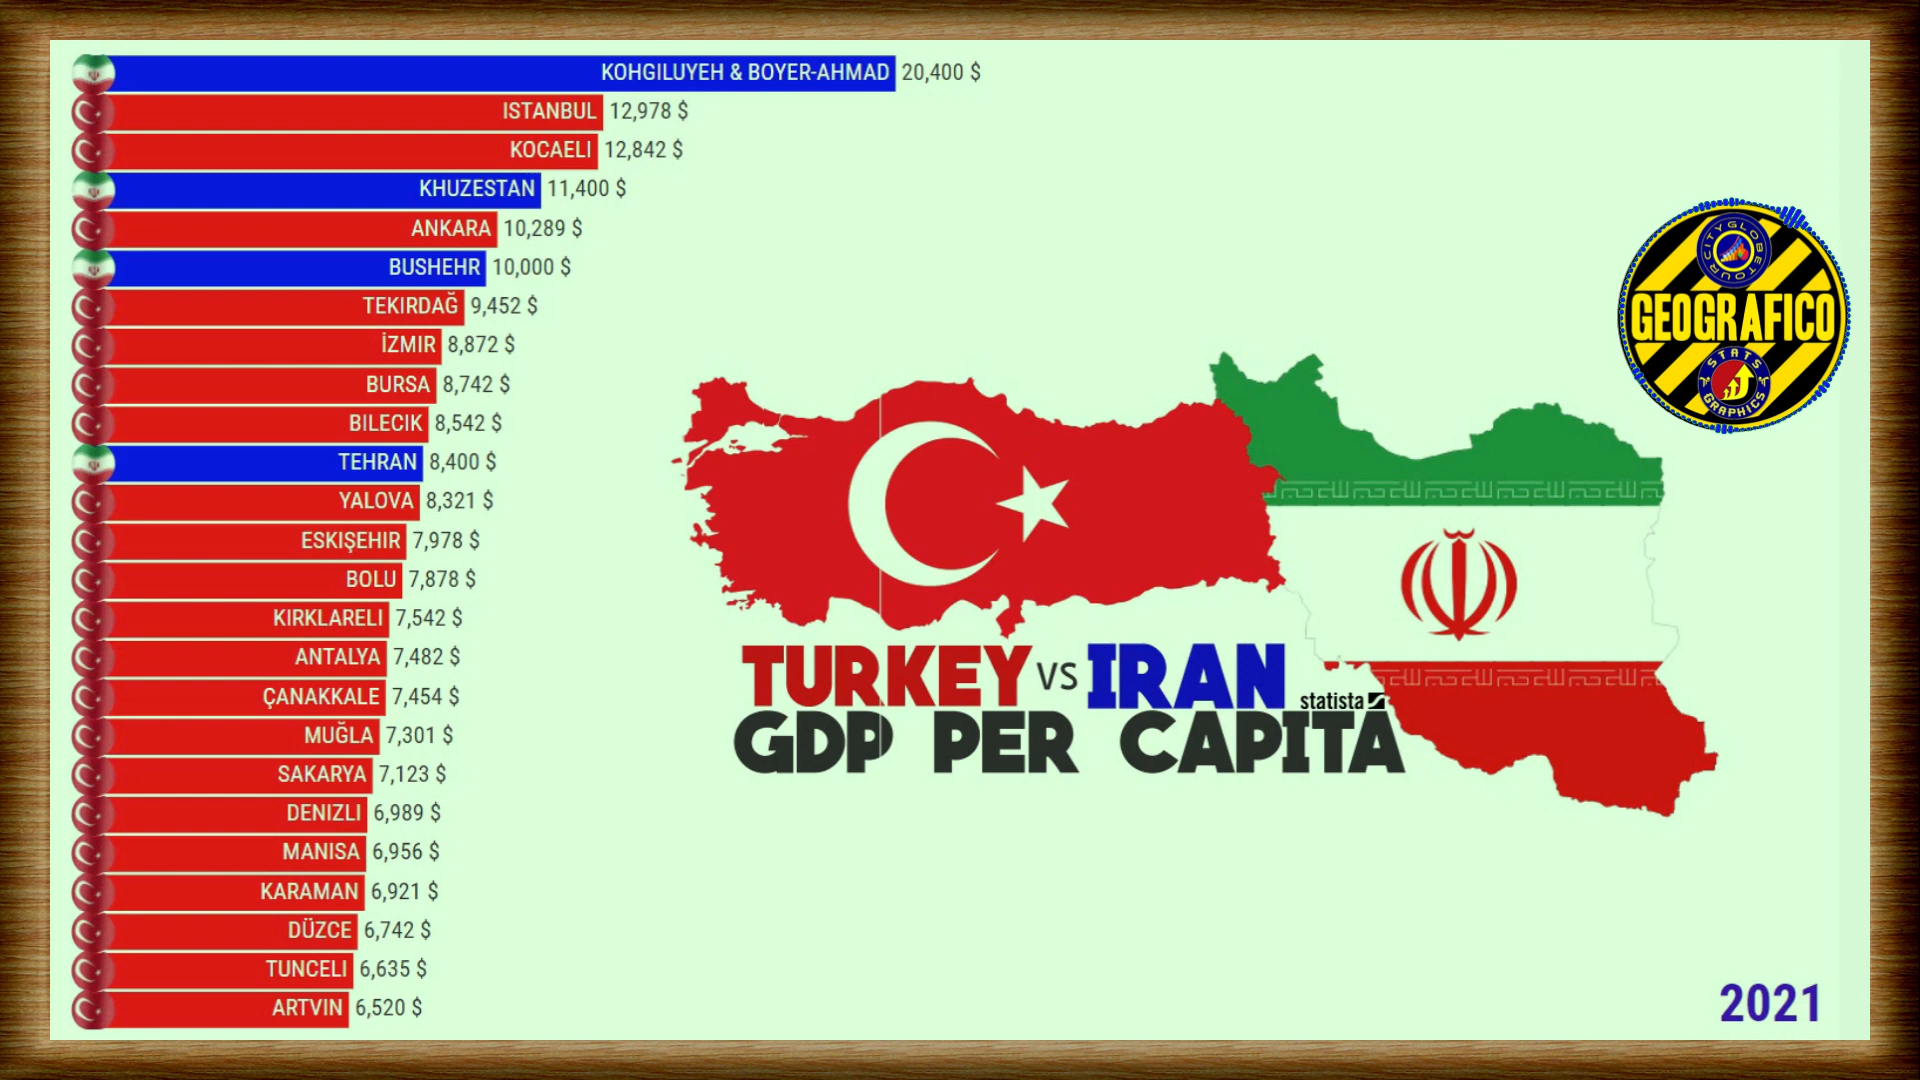 KOHGILUYEH & BOYER-AHMAD 20,400 $
ISTANBUL 12,978 $
KOCAELI 12,842 $
KHUZESTAN 11,400 $
ANKARA 10,289 $
BUSHEHR 10,000 $
TEKIRDAĞ 9,452 $
İZMIR 8,872 $
BURSA 8,742 $
BILECIK 8,542 $
TEHRAN 8,400 $
YALOVA 8,321 $
ESKIŞEHIR 7,978 $
BOLU 7,878 $
KIRKLARELI 7,542 $
ANTALYA 7,482 $
ÇANAKKALE 7,454 $
MUĞLA 7,301 $
SAKARYA 7,123 $
DENIZLI 6,989 $
MANISA 6,956 $
KARAMAN 6,921 $
DÜZCE 6,742 $
TUNCELI 6,635 $
ARTVIN 6,520 $
TURKEY VS IRAN
statista
GDP PER CAPITA
CITYGLOBETOUR
GEOGRAFICO
STATS
GRAPHICS
2021